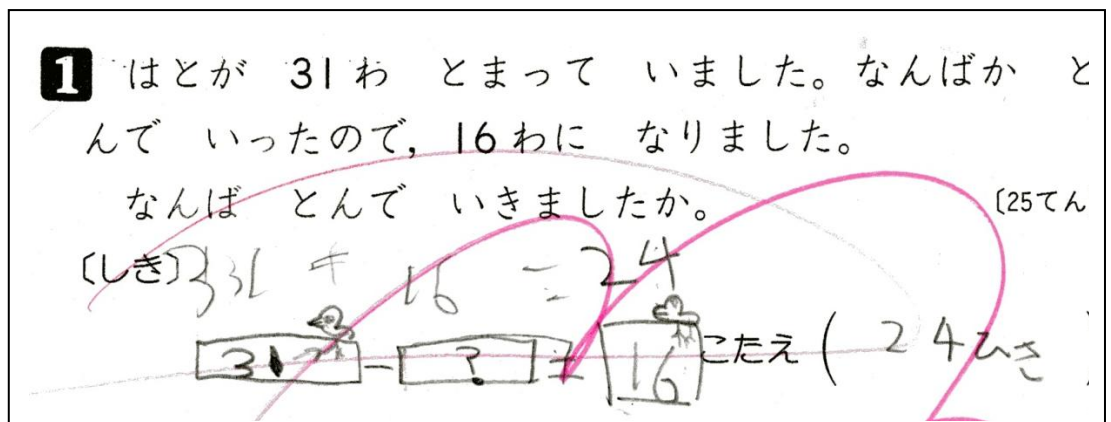 1 はとが 31わ とまって いました。なんばか と
んで いったので, 16わに なりました。
なんば とんで いきましたか。 〔25てん
〔しき〕 31 16 = 24
31 - ? = 16 こたえ ( 24ひき